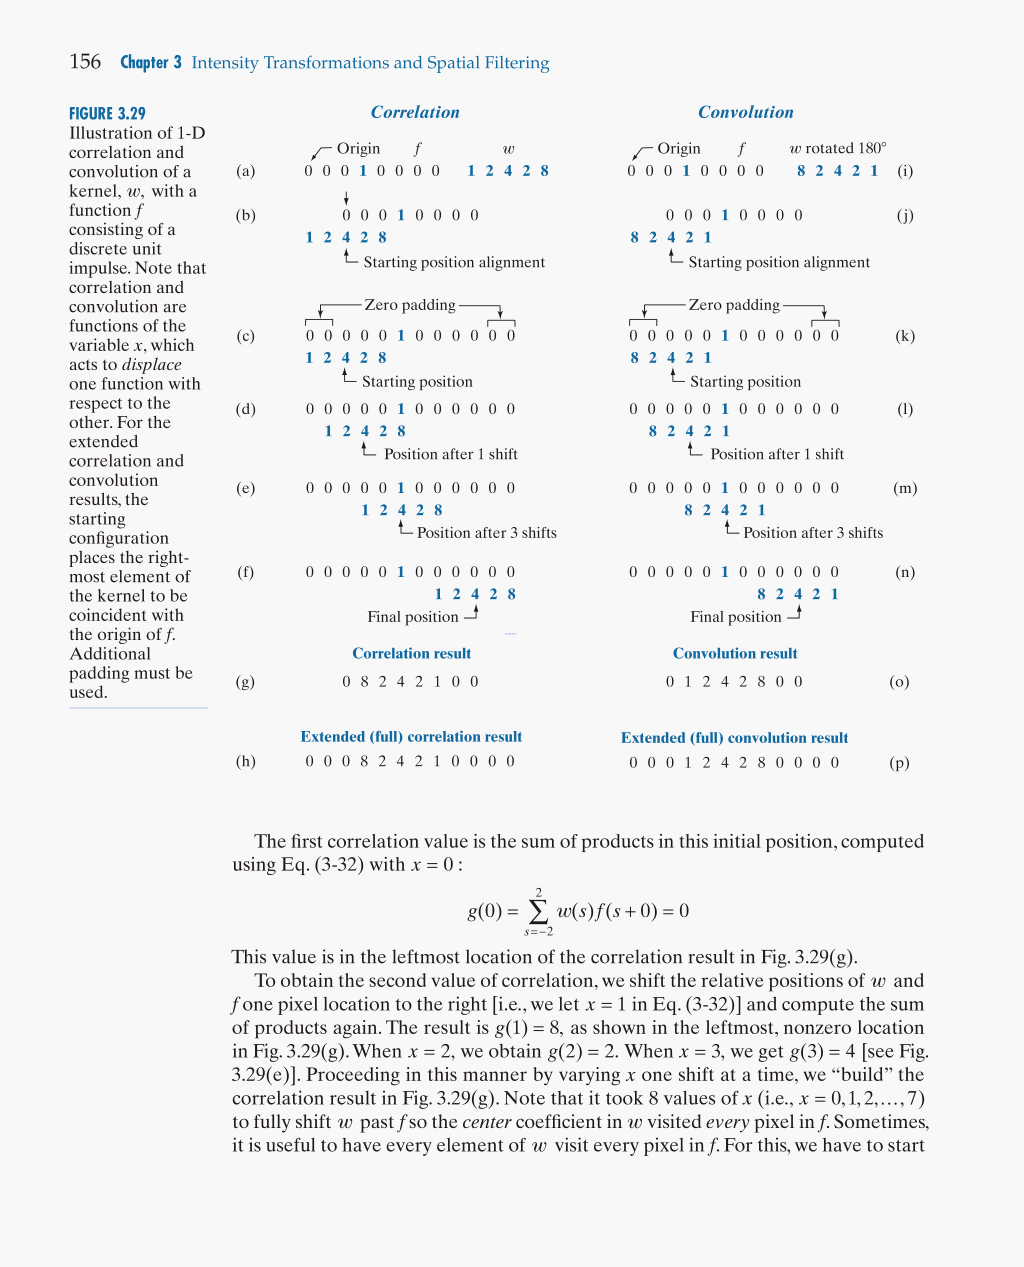 156 Chapter 3 Intensity Transformations and Spatial Filtering
FIGURE 3.29
Illustration of 1-D
correlation and
convolution of a
kernel, w, with a
function f
consisting of a
discrete unit
impulse. Note that
correlation and
convolution are
functions of the
variable x, which
acts to displace
one function with
respect to the
other. For the
extended
correlation and
convolution
results, the
starting
configuration
places the right-
most element of
the kernel to be
coincident with
the origin of f.
Additional
padding must be
used.
Correlation
Origin f w
(a) 0 0 0 1 0 0 0 0 1 2 4 2 8
(b) 0 0 0 1 0 0 0 0
1 2 4 2 8
Starting position alignment
Zero padding
(c) 0 0 0 0 0 1 0 0 0 0 0 0
1 2 4 2 8
Starting position
(d) 0 0 0 0 0 1 0 0 0 0 0 0
1 2 4 2 8
Position after 1 shift
(e) 0 0 0 0 0 1 0 0 0 0 0 0
1 2 4 2 8
Position after 3 shifts
(f) 0 0 0 0 0 1 0 0 0 0 0 0
1 2 4 2 8
Final position
Correlation result
(g) 0 8 2 4 2 1 0 0
Extended (full) correlation result
(h) 0 0 0 8 2 4 2 1 0 0 0 0
Convolution
Origin f w rotated 180°
0 0 0 1 0 0 0 0 8 2 4 2 1 (i)
0 0 0 1 0 0 0 0 (j)
8 2 4 2 1
Starting position alignment
Zero padding
0 0 0 0 0 1 0 0 0 0 0 0 (k)
8 2 4 2 1
Starting position
0 0 0 0 0 1 0 0 0 0 0 0 (l)
8 2 4 2 1
Position after 1 shift
0 0 0 0 0 1 0 0 0 0 0 0 (m)
8 2 4 2 1
Position after 3 shifts
0 0 0 0 0 1 0 0 0 0 0 0 (n)
8 2 4 2 1
Final position
Convolution result
0 1 2 4 2 8 0 0 (o)
Extended (full) convolution result
0 0 0 1 2 4 2 8 0 0 0 0 (p)
The first correlation value is the sum of products in this initial position, computed
using Eq. (3-32) with x = 0 :
g(0) = ∑_{s=−2}^{2} w(s)f(s + 0) = 0
This value is in the leftmost location of the correlation result in Fig. 3.29(g).
To obtain the second value of correlation, we shift the relative positions of w and
f one pixel location to the right [i.e., we let x = 1 in Eq. (3-32)] and compute the sum
of products again. The result is g(1) = 8, as shown in the leftmost, nonzero location
in Fig. 3.29(g). When x = 2, we obtain g(2) = 2. When x = 3, we get g(3) = 4 [see Fig.
3.29(e)]. Proceeding in this manner by varying x one shift at a time, we “build” the
correlation result in Fig. 3.29(g). Note that it took 8 values of x (i.e., x = 0, 1, 2, …, 7)
to fully shift w past f so the center coefficient in w visited every pixel in f. Sometimes,
it is useful to have every element of w visit every pixel in f. For this, we have to start